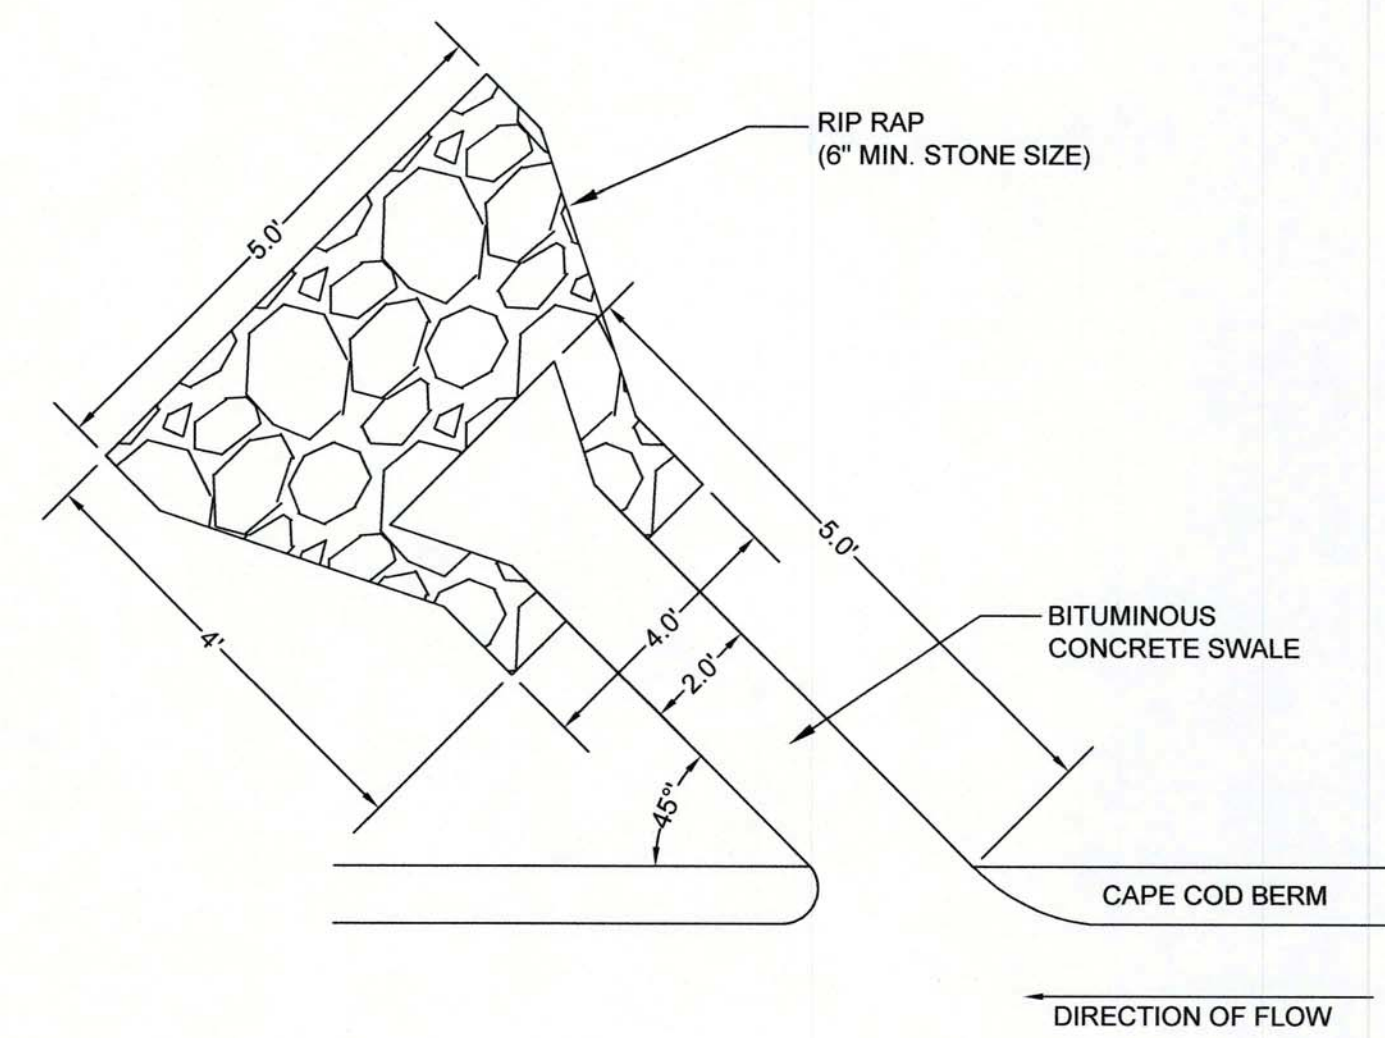 RIP RAP
(6" MIN. STONE SIZE)
5.0'
5.0'
4'
4.0'
2.0'
BITUMINOUS
CONCRETE SWALE
45°'
CAPE COD BERM
DIRECTION OF FLOW